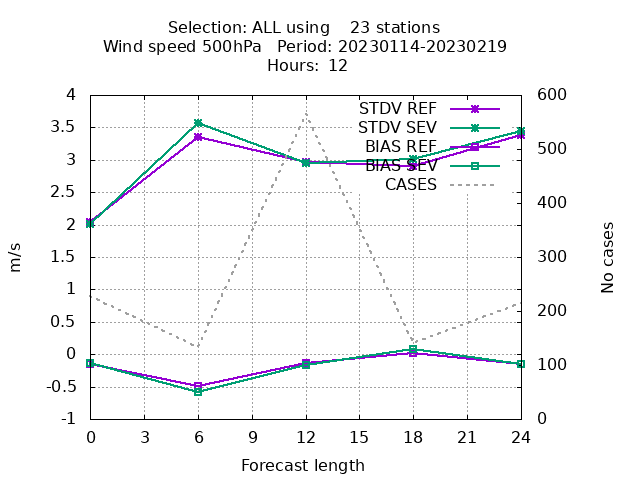 Selection: ALL using    23 stations
Wind speed 500hPa   Period: 20230114-20230219
Hours:  12
4
3.5
3
2.5
2
1.5
1
0.5
0
-0.5
-1
600
500
400
300
200
100
0
STDV REF
STDV SEV
BIAS REF
BIAS SEV
CASES
m/s
No cases
0 3 6 9 12 15 18 21 24
Forecast length